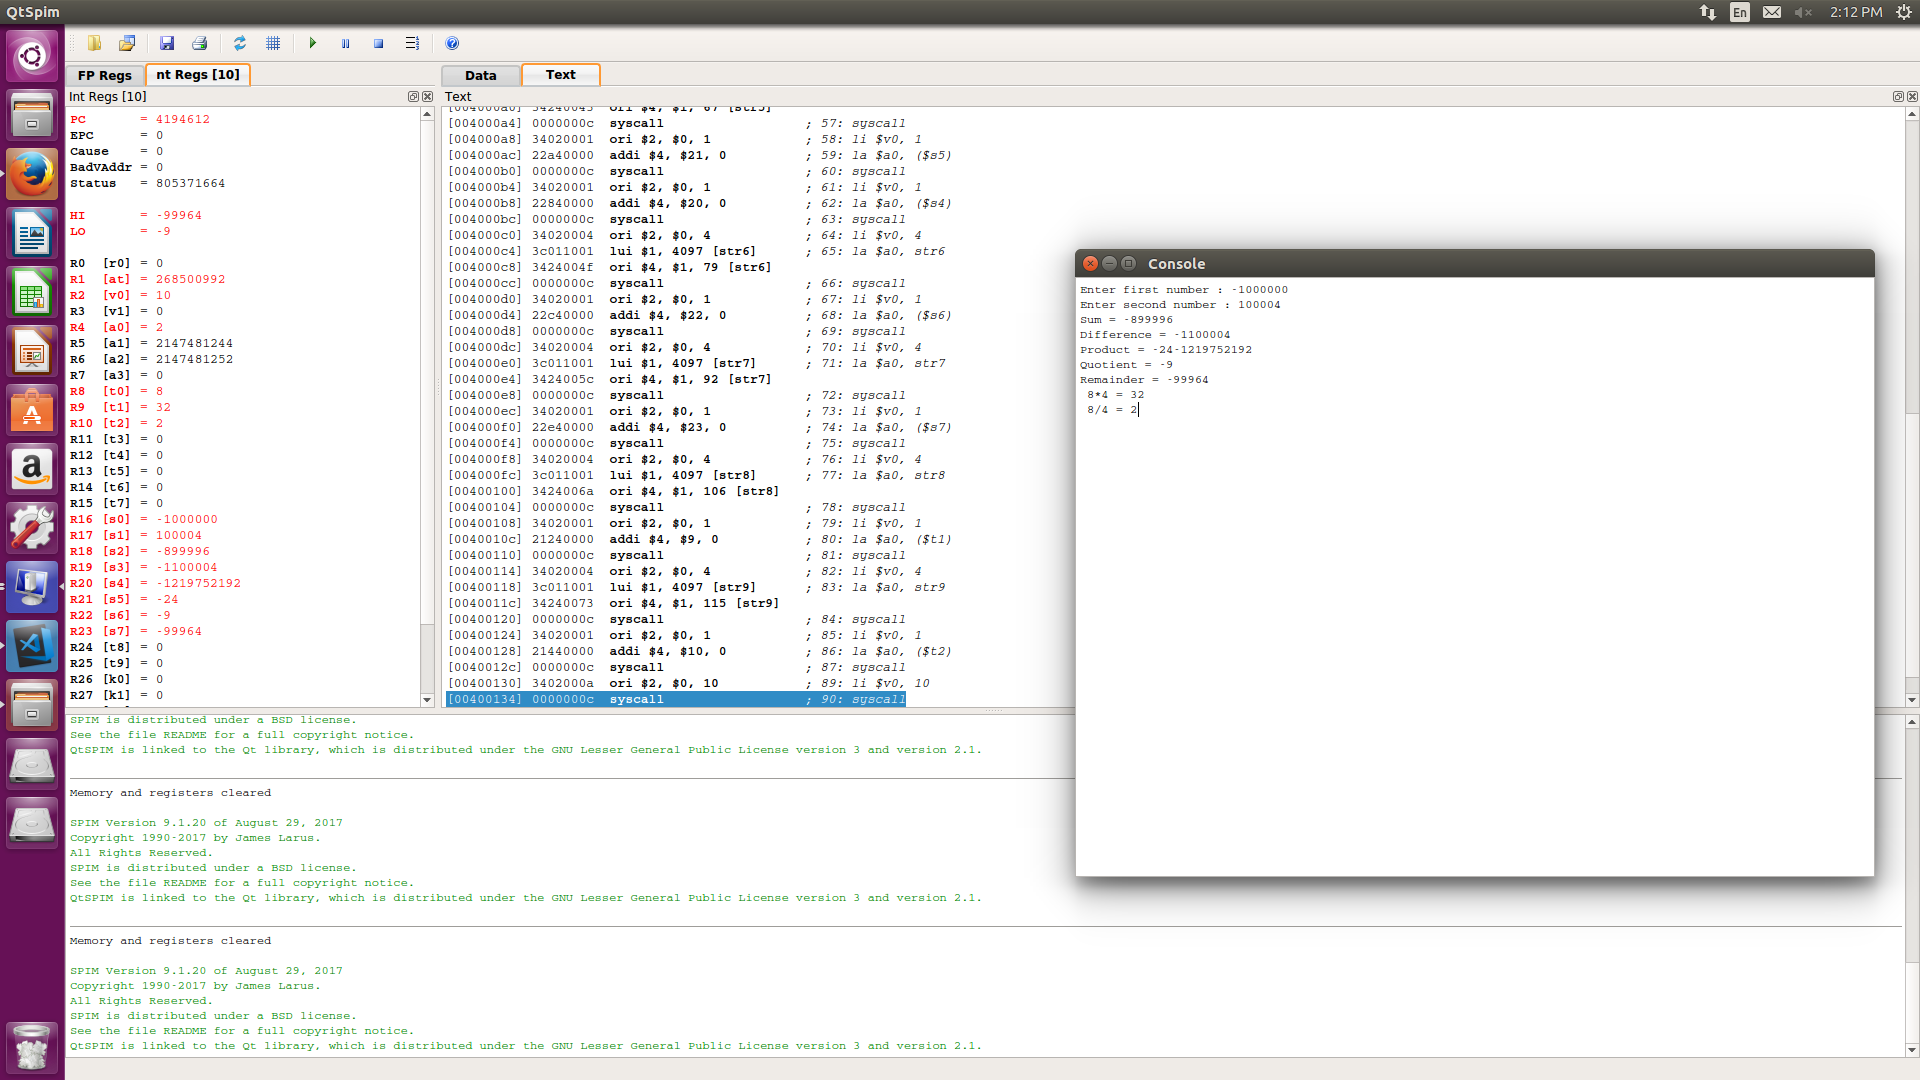 QtSpim
En
2:12 PM
FP Regs
nt Regs [10]
Data
Text
Int Regs [10]
Text
PC = 4194612
EPC = 0
Cause = 0
BadVAddr = 0
Status = 805371664
HI = -99964
LO = -9
R0 [r0] = 0
R1 [at] = 268500992
R2 [v0] = 10
R3 [v1] = 0
R4 [a0] = 2
R5 [a1] = 2147481244
R6 [a2] = 2147481252
R7 [a3] = 0
R8 [t0] = 8
R9 [t1] = 32
R10 [t2] = 2
R11 [t3] = 0
R12 [t4] = 0
R13 [t5] = 0
R14 [t6] = 0
R15 [t7] = 0
R16 [s0] = -1000000
R17 [s1] = 100004
R18 [s2] = -899996
R19 [s3] = -1100004
R20 [s4] = -1219752192
R21 [s5] = -24
R22 [s6] = -9
R23 [s7] = -99964
R24 [t8] = 0
R25 [t9] = 0
R26 [k0] = 0
R27 [k1] = 0
[004000a0] 34240043 ori $4, $1, 67 [str5]
[004000a4] 0000000c syscall ; 57: syscall
[004000a8] 34020001 ori $2, $0, 1 ; 58: li $v0, 1
[004000ac] 22a40000 addi $4, $21, 0 ; 59: la $a0, ($s5)
[004000b0] 0000000c syscall ; 60: syscall
[004000b4] 34020001 ori $2, $0, 1 ; 61: li $v0, 1
[004000b8] 22840000 addi $4, $20, 0 ; 62: la $a0, ($s4)
[004000bc] 0000000c syscall ; 63: syscall
[004000c0] 34020004 ori $2, $0, 4 ; 64: li $v0, 4
[004000c4] 3c011001 lui $1, 4097 [str6] ; 65: la $a0, str6
[004000c8] 3424004f ori $4, $1, 79 [str6]
[004000cc] 0000000c syscall ; 66: syscall
[004000d0] 34020001 ori $2, $0, 1 ; 67: li $v0, 1
[004000d4] 22c40000 addi $4, $22, 0 ; 68: la $a0, ($s6)
[004000d8] 0000000c syscall ; 69: syscall
[004000dc] 34020004 ori $2, $0, 4 ; 70: li $v0, 4
[004000e0] 3c011001 lui $1, 4097 [str7] ; 71: la $a0, str7
[004000e4] 3424005c ori $4, $1, 92 [str7]
[004000e8] 0000000c syscall ; 72: syscall
[004000ec] 34020001 ori $2, $0, 1 ; 73: li $v0, 1
[004000f0] 22e40000 addi $4, $23, 0 ; 74: la $a0, ($s7)
[004000f4] 0000000c syscall ; 75: syscall
[004000f8] 34020004 ori $2, $0, 4 ; 76: li $v0, 4
[004000fc] 3c011001 lui $1, 4097 [str8] ; 77: la $a0, str8
[00400100] 3424006a ori $4, $1, 106 [str8]
[00400104] 0000000c syscall ; 78: syscall
[00400108] 34020001 ori $2, $0, 1 ; 79: li $v0, 1
[0040010c] 21240000 addi $4, $9, 0 ; 80: la $a0, ($t1)
[00400110] 0000000c syscall ; 81: syscall
[00400114] 34020004 ori $2, $0, 4 ; 82: li $v0, 4
[00400118] 3c011001 lui $1, 4097 [str9] ; 83: la $a0, str9
[0040011c] 34240073 ori $4, $1, 115 [str9]
[00400120] 0000000c syscall ; 84: syscall
[00400124] 34020001 ori $2, $0, 1 ; 85: li $v0, 1
[00400128] 21440000 addi $4, $10, 0 ; 86: la $a0, ($t2)
[0040012c] 0000000c syscall ; 87: syscall
[00400130] 3402000a ori $2, $0, 10 ; 89: li $v0, 10
[00400134] 0000000c syscall ; 90: syscall
Console
Enter first number : -1000000
Enter second number : 100004
Sum = -899996
Difference = -1100004
Product = -24-1219752192
Quotient = -9
Remainder = -99964
8*4 = 32
8/4 = 2
SPIM is distributed under a BSD license.
See the file README for a full copyright notice.
QtSPIM is linked to the Qt library, which is distributed under the GNU Lesser General Public License version 3 and version 2.1.
Memory and registers cleared
SPIM Version 9.1.20 of August 29, 2017
Copyright 1990-2017 by James Larus.
All Rights Reserved.
SPIM is distributed under a BSD license.
See the file README for a full copyright notice.
QtSPIM is linked to the Qt library, which is distributed under the GNU Lesser General Public License version 3 and version 2.1.
Memory and registers cleared
SPIM Version 9.1.20 of August 29, 2017
Copyright 1990-2017 by James Larus.
All Rights Reserved.
SPIM is distributed under a BSD license.
See the file README for a full copyright notice.
QtSPIM is linked to the Qt library, which is distributed under the GNU Lesser General Public License version 3 and version 2.1.